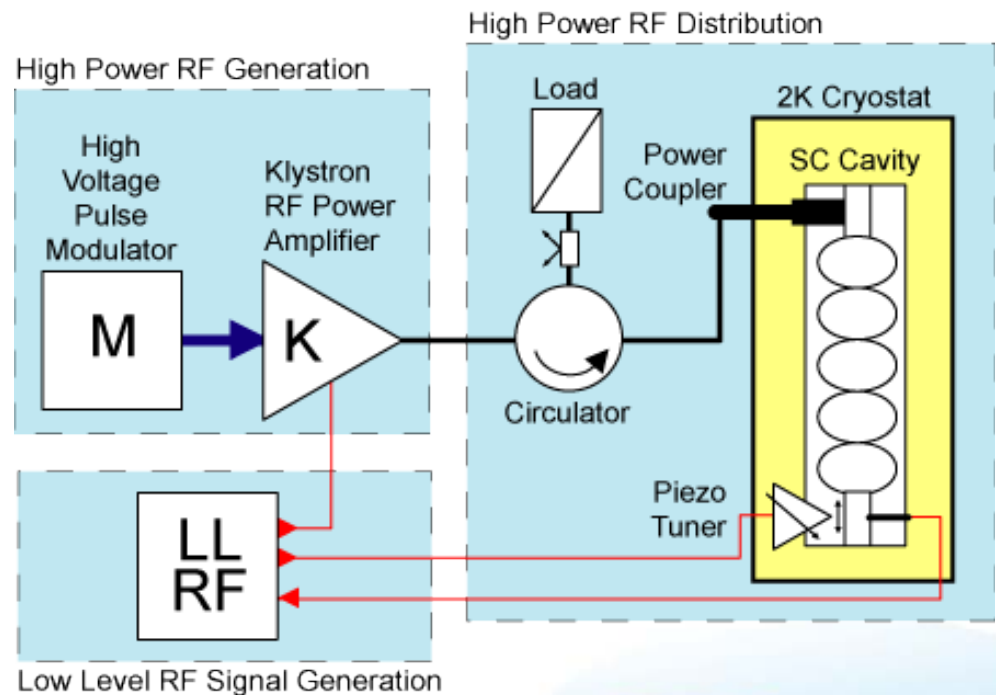 High Power RF Distribution
High Power RF Generation
High
Voltage
Pulse
Modulator
M
Klystron
RF Power
Amplifier
K
Load
Circulator
Power
Coupler
2K Cryostat
SC Cavity
Piezo
Tuner
LL
RF
Low Level RF Signal Generation